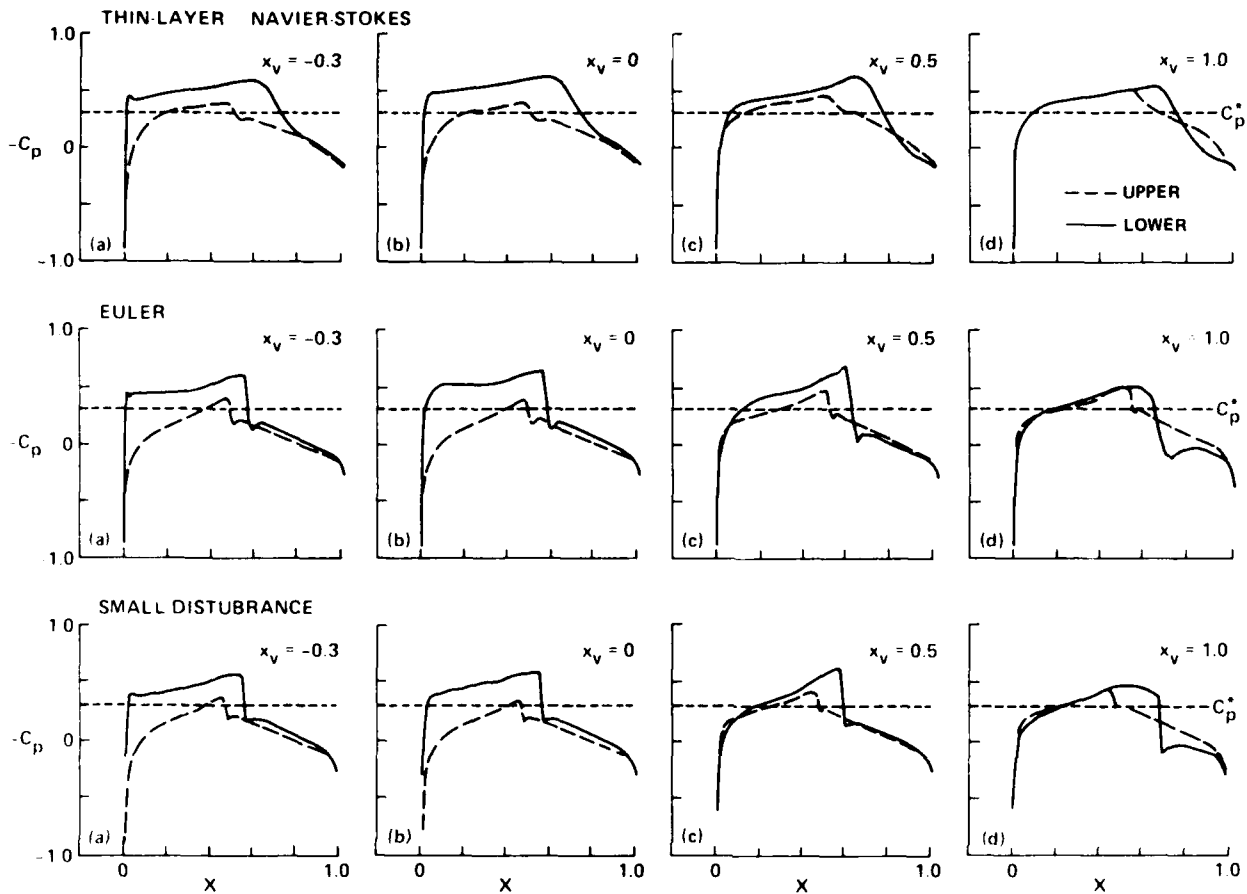 THIN-LAYER NAVIER-STOKES
x_v = -0.3
x_v = 0
x_v = 0.5
x_v = 1.0
1.0
-C_p
0
-1.0
C_p*
UPPER
LOWER
(a)
(b)
(c)
(d)
EULER
x_v = -0.3
x_v = 0
x_v = 0.5
x_v = 1.0
1 0
-C_p
0
1.0
C_p*
(a)
(b)
(c)
(d)
SMALL DISTUBRANCE
x_v = -0.3
x_v = 0
x_v = 0.5
x_v = 1.0
1 0
-C_p
0
-1 0
C_p*
(a)
(b)
(c)
(d)
0 X 1.0
0 X 1.0
0 X 1.0
0 X 1.0